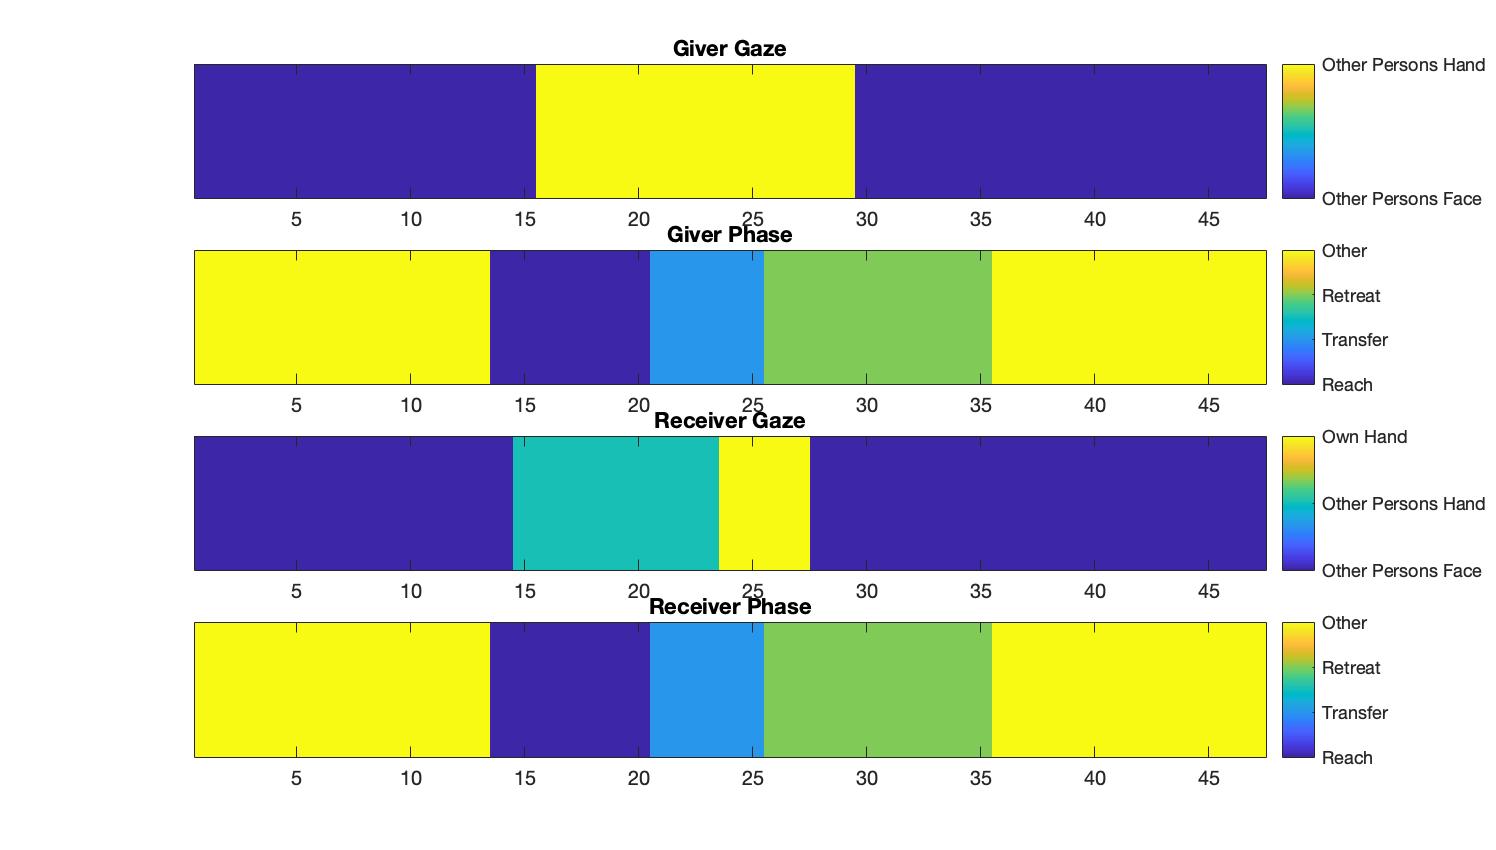 Giver Gaze
Other Persons Hand
Other Persons Face
5 10 15 20 25 30 35 40 45
Giver Phase
Other
Retreat
Transfer
Reach
5 10 15 20 25 30 35 40 45
Receiver Gaze
Own Hand
Other Persons Hand
Other Persons Face
5 10 15 20 25 30 35 40 45
Receiver Phase
Other
Retreat
Transfer
Reach
5 10 15 20 25 30 35 40 45